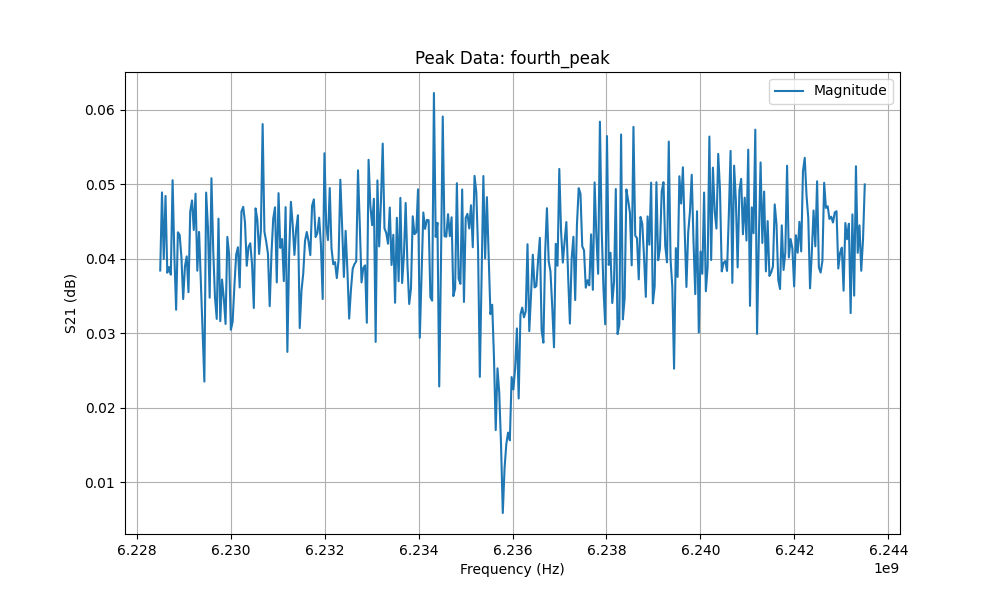 Peak Data: fourth_peak
Magnitude
0.06
0.05
0.04
0.03
0.02
0.01
S21 (dB)
6.228 6.230 6.232 6.234 6.236 6.238 6.240 6.242 6.244
1e9
Frequency (Hz)